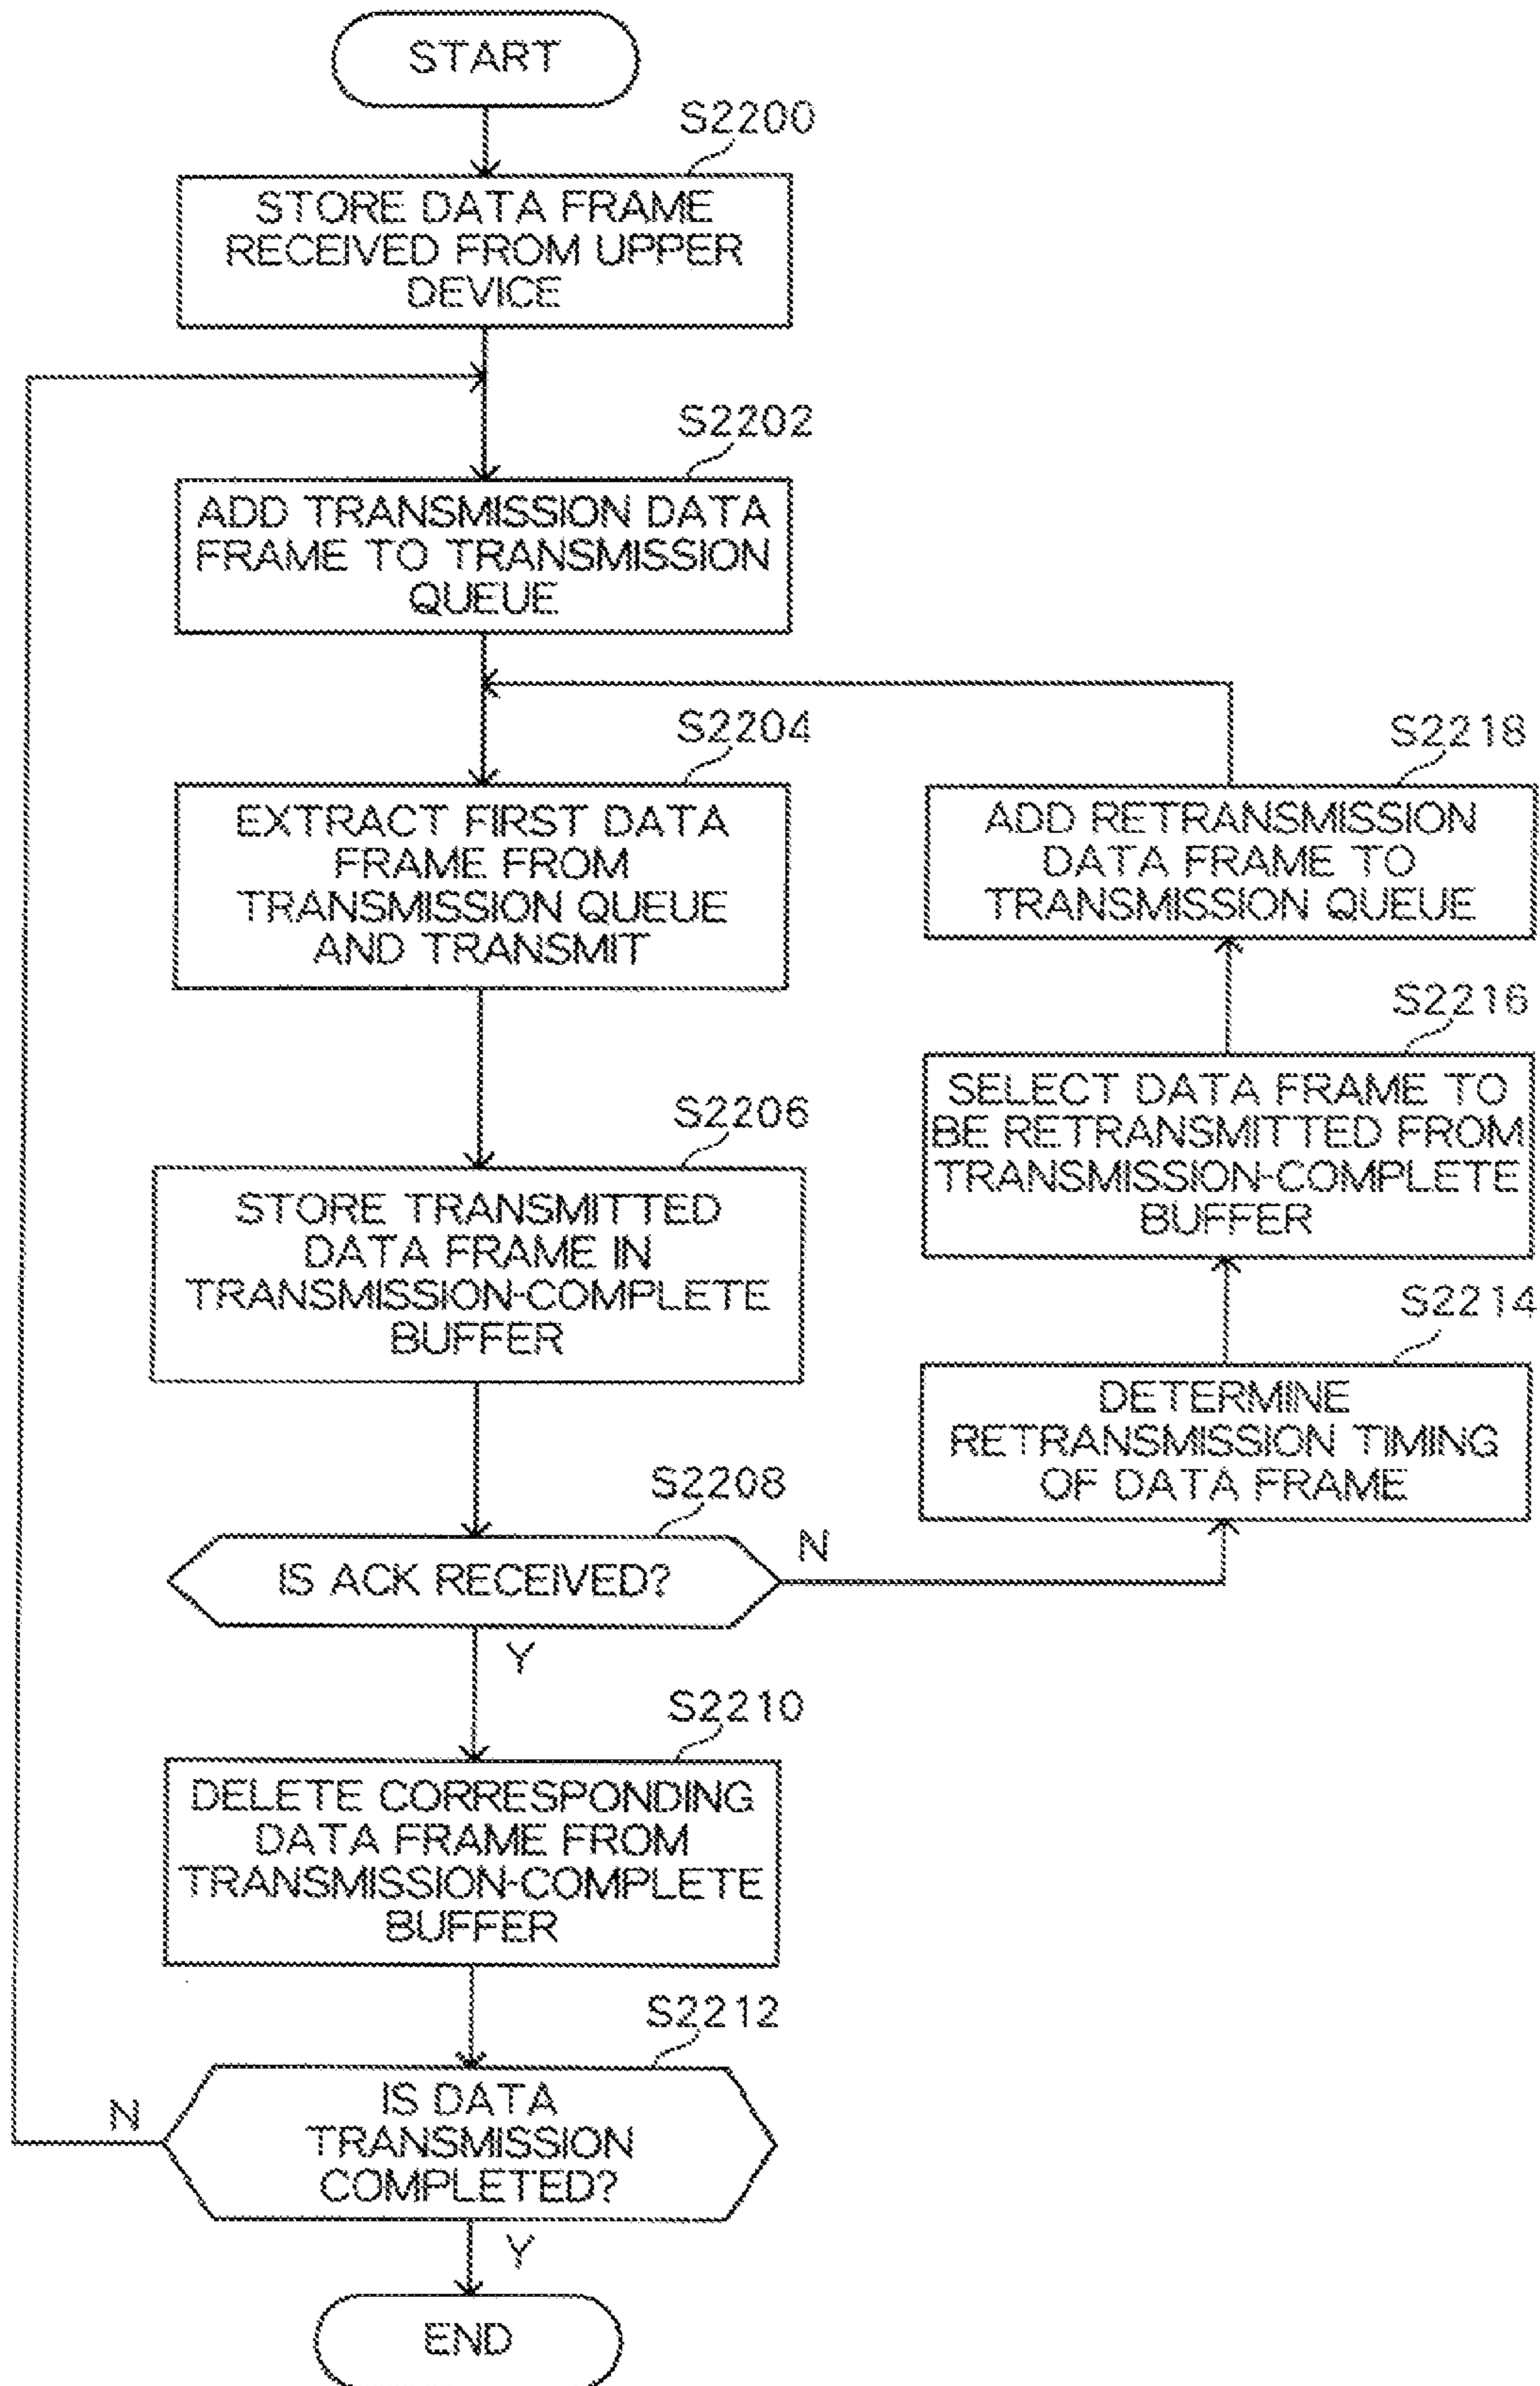 START
S2200
STORE DATA FRAME
RECEIVED FROM UPPER
DEVICE
S2202
ADD TRANSMISSION DATA
FRAME TO TRANSMISSION
QUEUE
S2204
EXTRACT FIRST DATA
FRAME FROM
TRANSMISSION QUEUE
AND TRANSMIT
S2206
STORE TRANSMITTED
DATA FRAME IN
TRANSMISSION-COMPLETE
BUFFER
S2208
IS ACK RECEIVED?
N
Y
S2210
DELETE CORRESPONDING
DATA FRAME FROM
TRANSMISSION-COMPLETE
BUFFER
S2212
IS DATA
TRANSMISSION
COMPLETED?
N
Y
END
S2218
ADD RETRANSMISSION
DATA FRAME TO
TRANSMISSION QUEUE
S2216
SELECT DATA FRAME TO
BE RETRANSMITTED FROM
TRANSMISSION-COMPLETE
BUFFER
S2214
DETERMINE
RETRANSMISSION TIMING
OF DATA FRAME